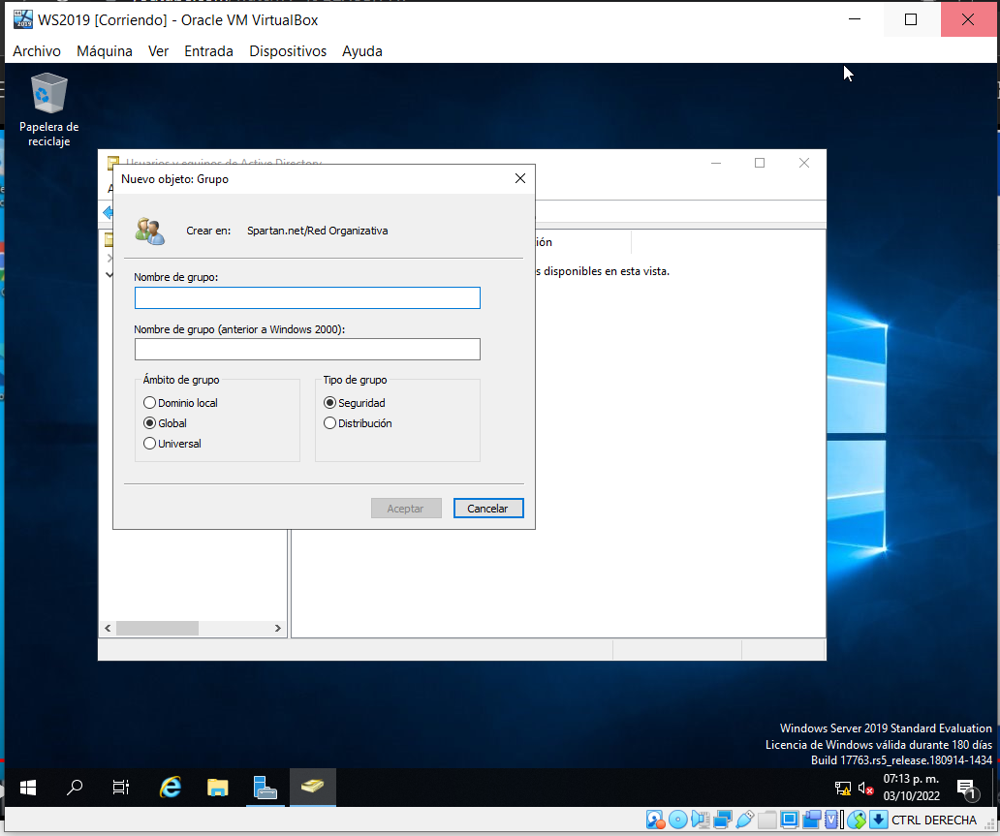 WS2019 [Corriendo] - Oracle VM VirtualBox
Archivo Máquina Ver Entrada Dispositivos Ayuda
Papelera de
reciclaje
Usuarios y equipos de Active Directory
Nuevo objeto: Grupo
Crear en: Spartan.net/Red Organizativa
ión
s disponibles en esta vista.
Nombre de grupo:
Nombre de grupo (anterior a Windows 2000):
Ámbito de grupo
Dominio local
Global
Universal
Tipo de grupo
Seguridad
Distribución
Aceptar Cancelar
Windows Server 2019 Standard Evaluation
Licencia de Windows válida durante 180 días
Build 17763.rs5_release.180914-1434
07:13 p. m.
03/10/2022
1
CTRL DERECHA